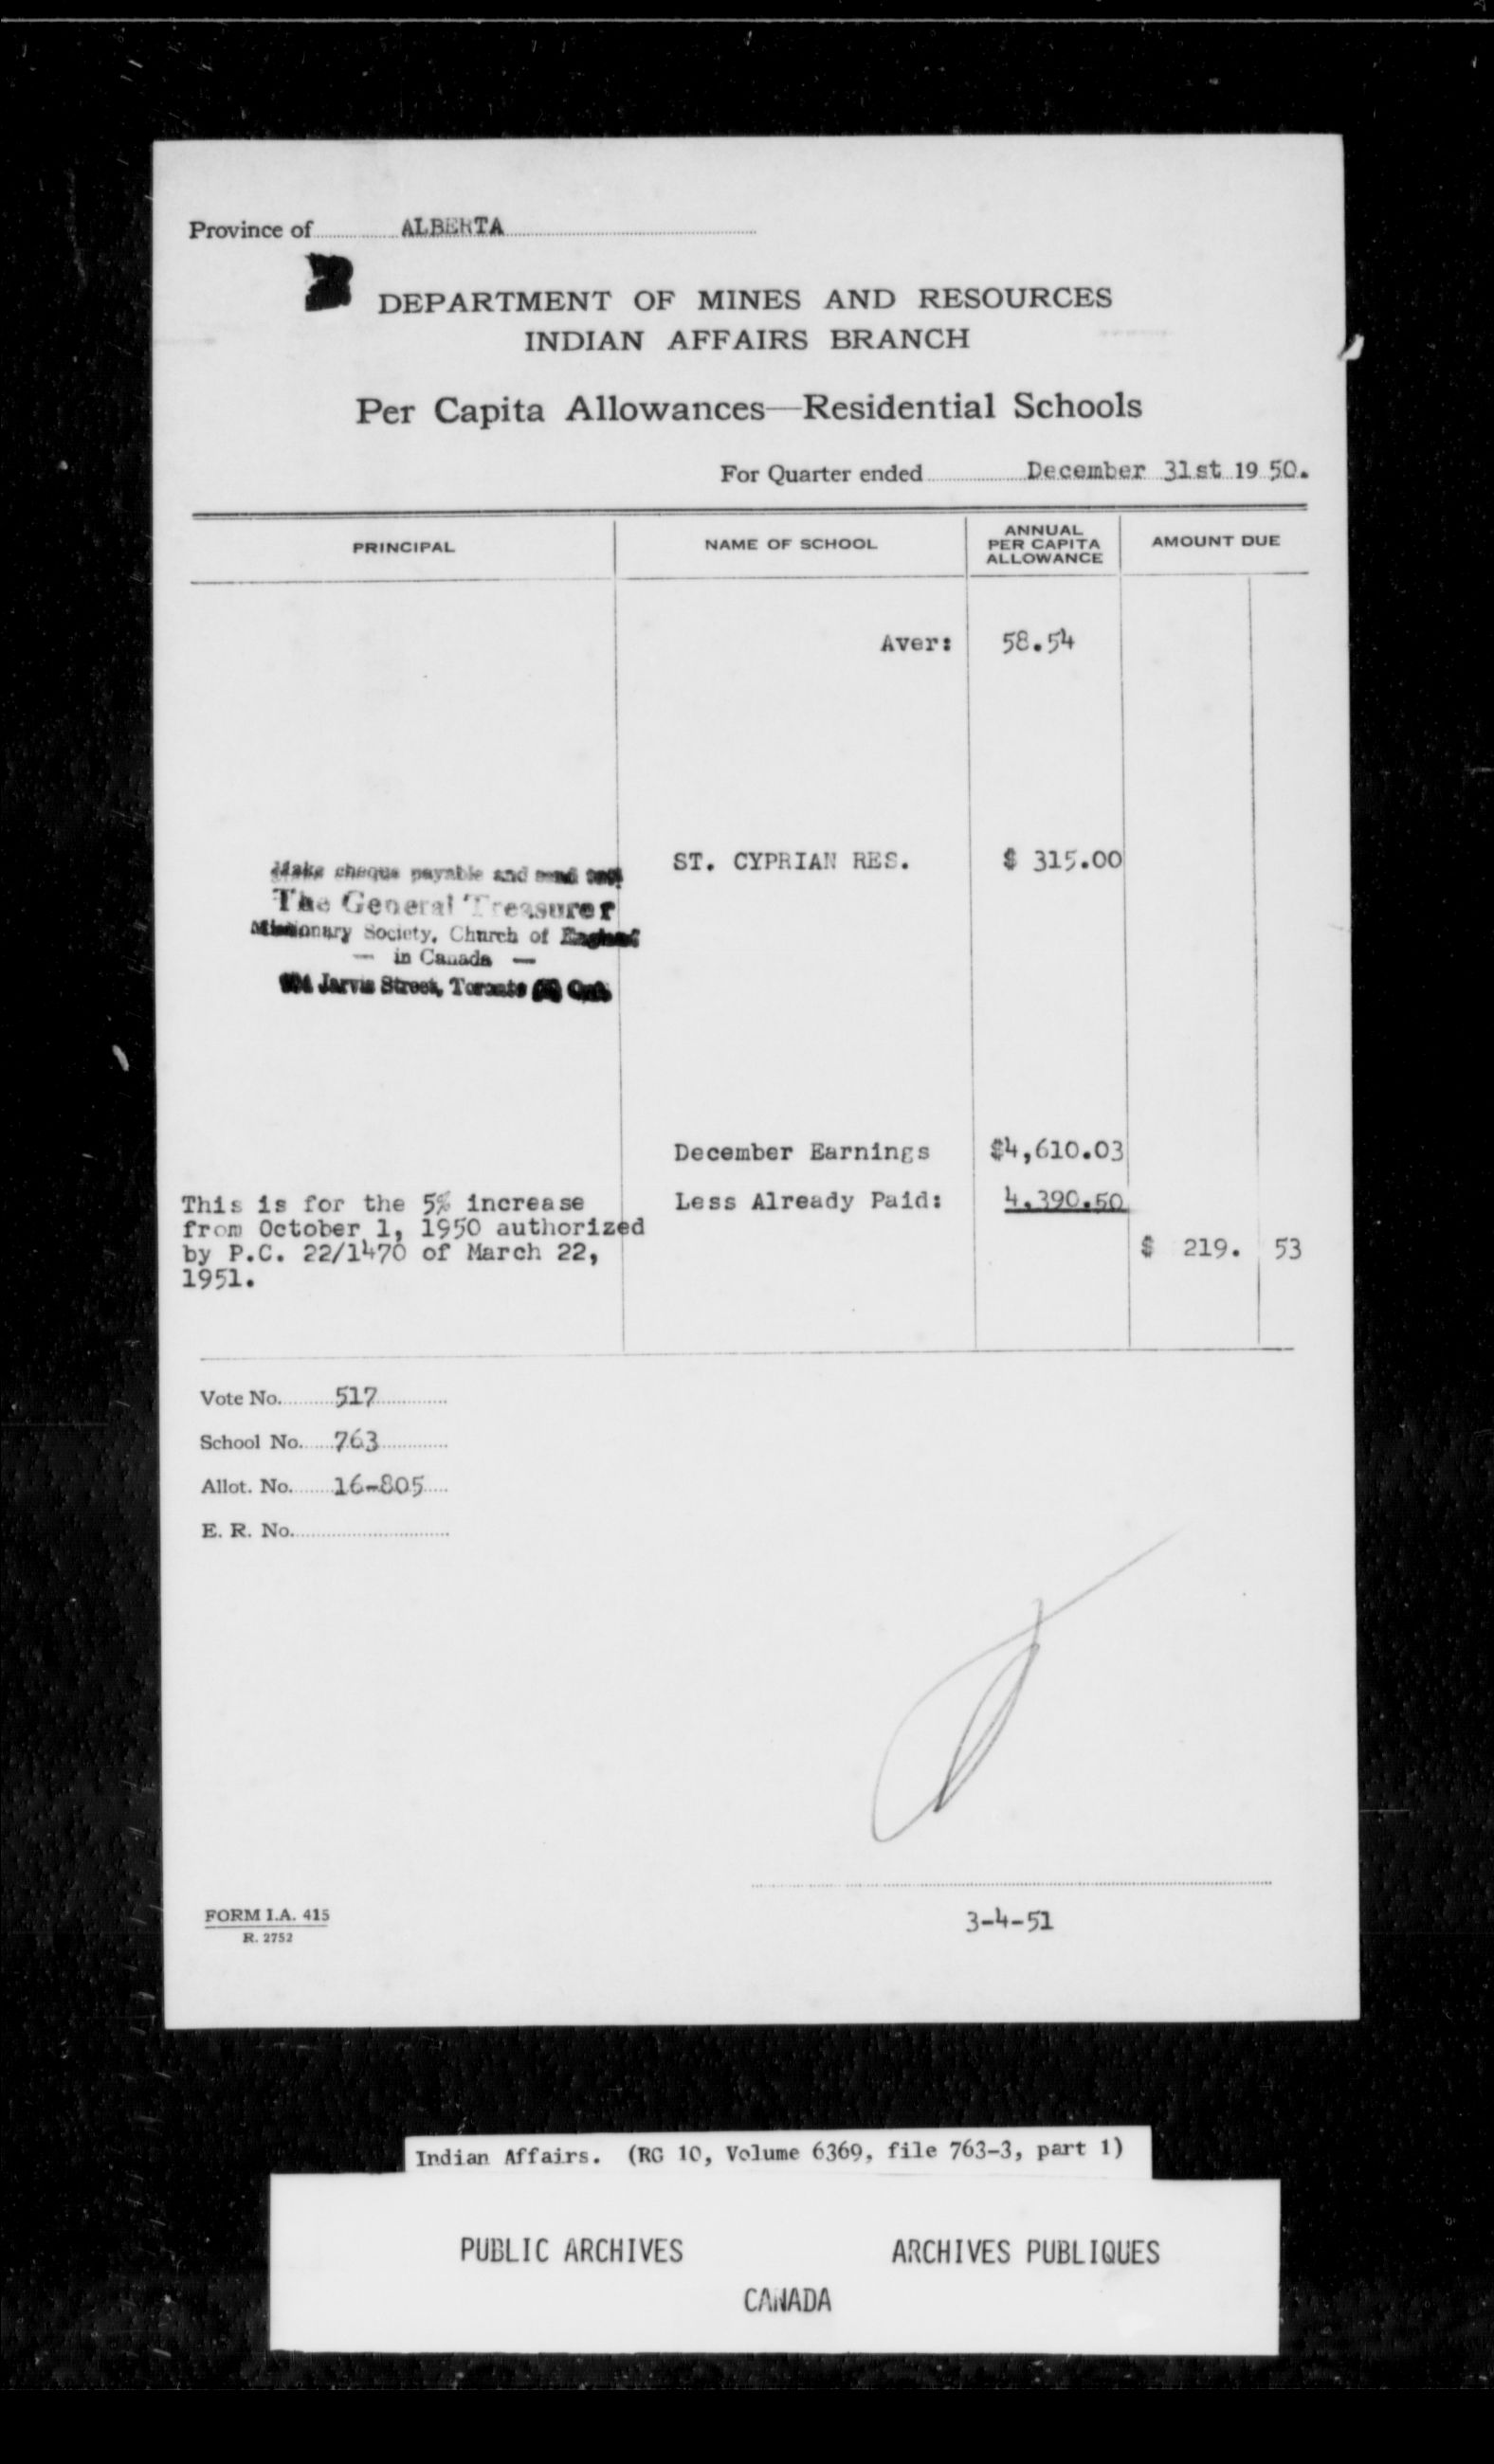 Province of ALBERTA
DEPARTMENT OF MINES AND RESOURCES
INDIAN AFFAIRS BRANCH
Per Capita Allowances—Residential Schools
For Quarter ended December 31st 19 50.
PRINCIPAL
NAME OF SCHOOL
ANNUAL
PER CAPITA
ALLOWANCE
AMOUNT DUE
Aver: 58.54
ST. CYPRIAN RES. $ 315.00
Make cheque payable and send
The General Treasurer
Missionary Society, Church of England
— in Canada —
Jarvis Street, Toronto Ont.
December Earnings $4,610.03
Less Already Paid: 4.390.50
$ 219. 53
This is for the 5% increase
from October 1, 1950 authorized
by P.C. 22/1470 of March 22,
1951.
Vote No. 517
School No. 763
Allot. No. 16-805
E. R. No.
FORM I.A. 415
R. 2752
3-4-51
Indian Affairs. (RG 10, Volume 6369, file 763-3, part 1)
PUBLIC ARCHIVES ARCHIVES PUBLIQUES
CANADA